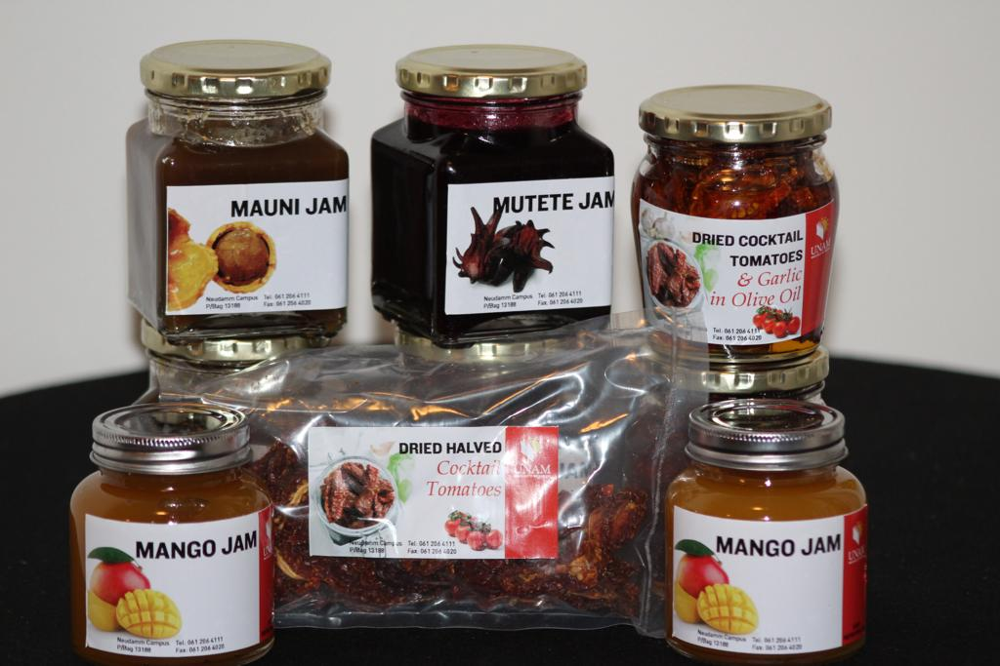 MAUNI JAM
Neudamm Campus Tel: 061 206 4111
P/Bag 13188 Fax: 061 206 4020
MUTETE JAM
Neudamm Campus Tel: 061 206 4111
P/Bag 13188 Fax: 061 206 4020
DRIED COCKTAIL
TOMATOES
& Garlic
in Olive Oil
UNAM
Tel: 061 206 4111
Fax: 061 206 4020
DRIED HALVED
Cocktail
Tomatoes
UNAM
Neudamm Campus Tel: 061 206 4111
P/Bag 13188 Fax: 061 206 4020
MANGO JAM
Neudamm Campus Tel: 061 206 4111
P/Bag 13188 Fax: 061 206 4020
MANGO JAM
UNAM
Neudamm Campus Tel: 061 206 4111
P/Bag 13188 Fax: 061 206 4020